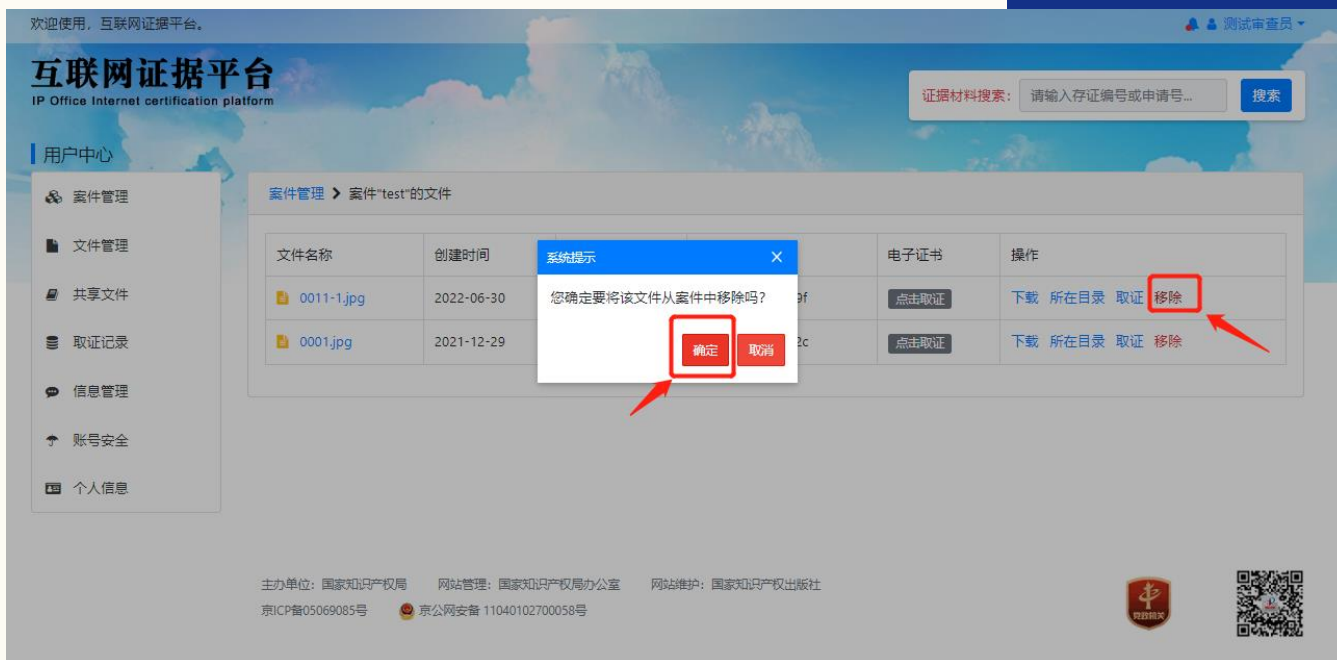 欢迎使用，互联网证据平台。
测试审查员
互联网证据平台
IP Office Internet certification platform
证据材料搜索：
请输入存证编号或申请号...
搜索
用户中心
案件管理
文件管理
共享文件
取证记录
信息管理
账号安全
个人信息
案件管理 案件"test"的文件
文件名称 创建时间 电子证书 操作
0011-1.jpg 2022-06-30 9f 点击取证 下载 所在目录 取证 移除
0001.jpg 2021-12-29 2c 点击取证 下载 所在目录 取证 移除
系统提示
您确定要将该文件从案件中移除吗？
确定 取消
主办单位：国家知识产权局 网站管理：国家知识产权局办公室 网站维护：国家知识产权出版社
京ICP备05069085号 京公网安备 11040102700058号
党政机关